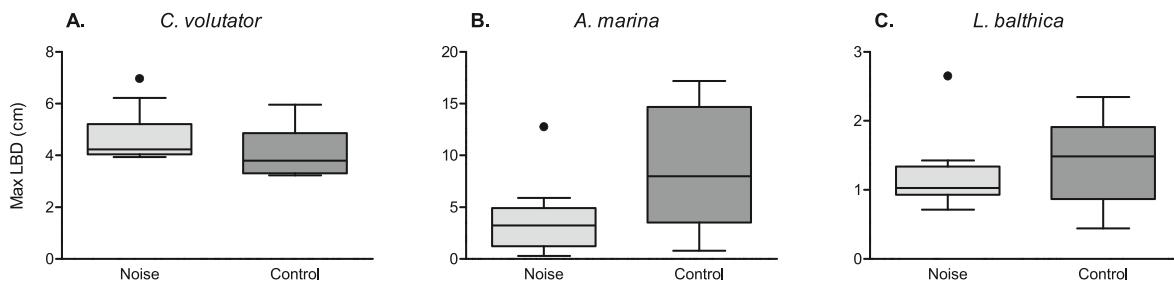 A. C. volutator
Max LBD (cm)
8
6
4
2
0
Noise Control
B. A. marina
20
15
10
5
0
Noise Control
C. L. balthica
3
2
1
0
Noise Control